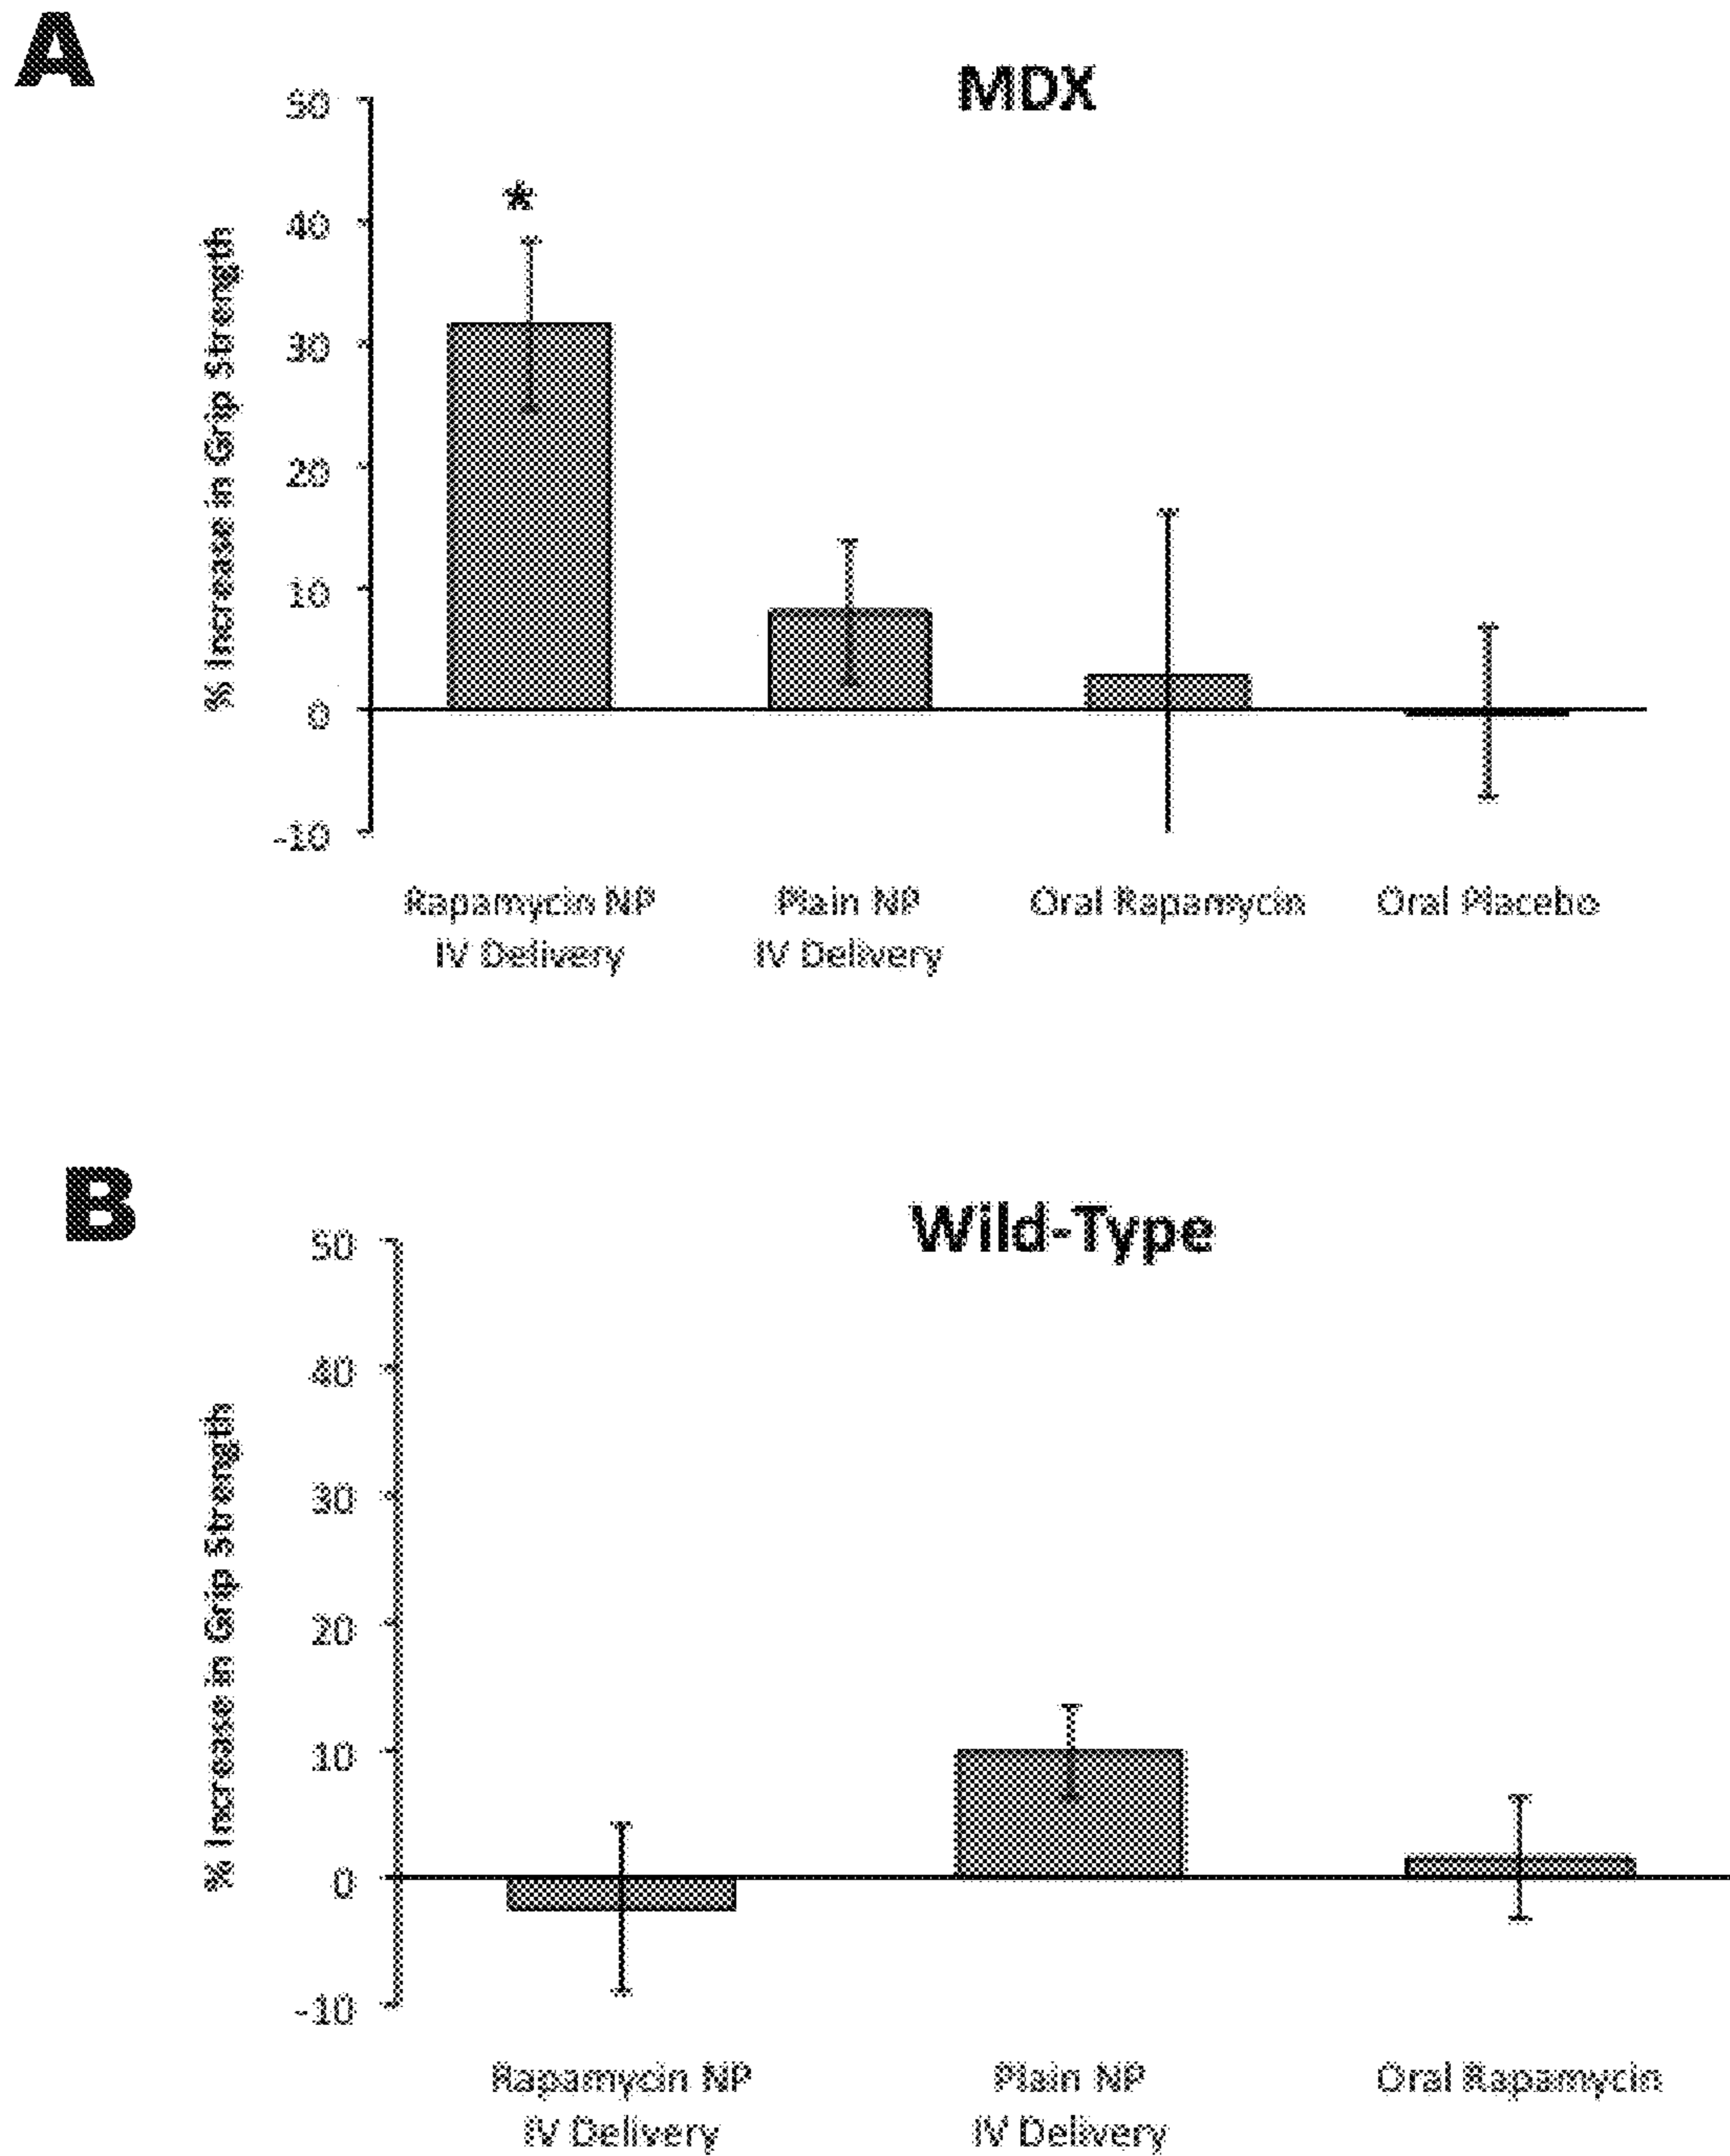 A
MDX
% Increase in Grip Strength
50
40
30
20
10
0
-10
*
Rapamycin NP
IV Delivery
Plain NP
IV Delivery
Oral Rapamycin
Oral Placebo
B
Wild-Type
% Increase in Grip Strength
50
40
30
20
10
0
-10
Rapamycin NP
IV Delivery
Plain NP
IV Delivery
Oral Rapamycin